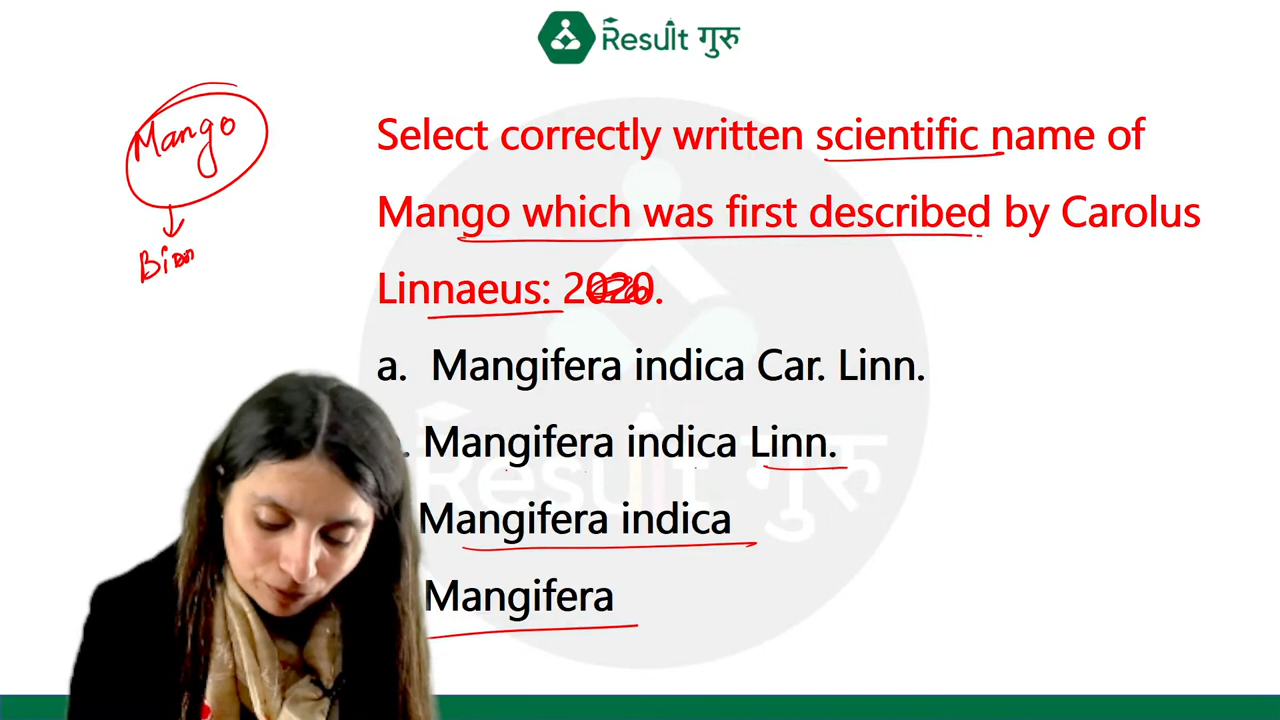 Result गुरु
Mango
Select correctly written scientific name of
Mango which was first described by Carolus
Linnaeus: 2020.
a. Mangifera indica Car. Linn.
Mangifera indica Linn.
Mangifera indica
Mangifera
Result गुरु